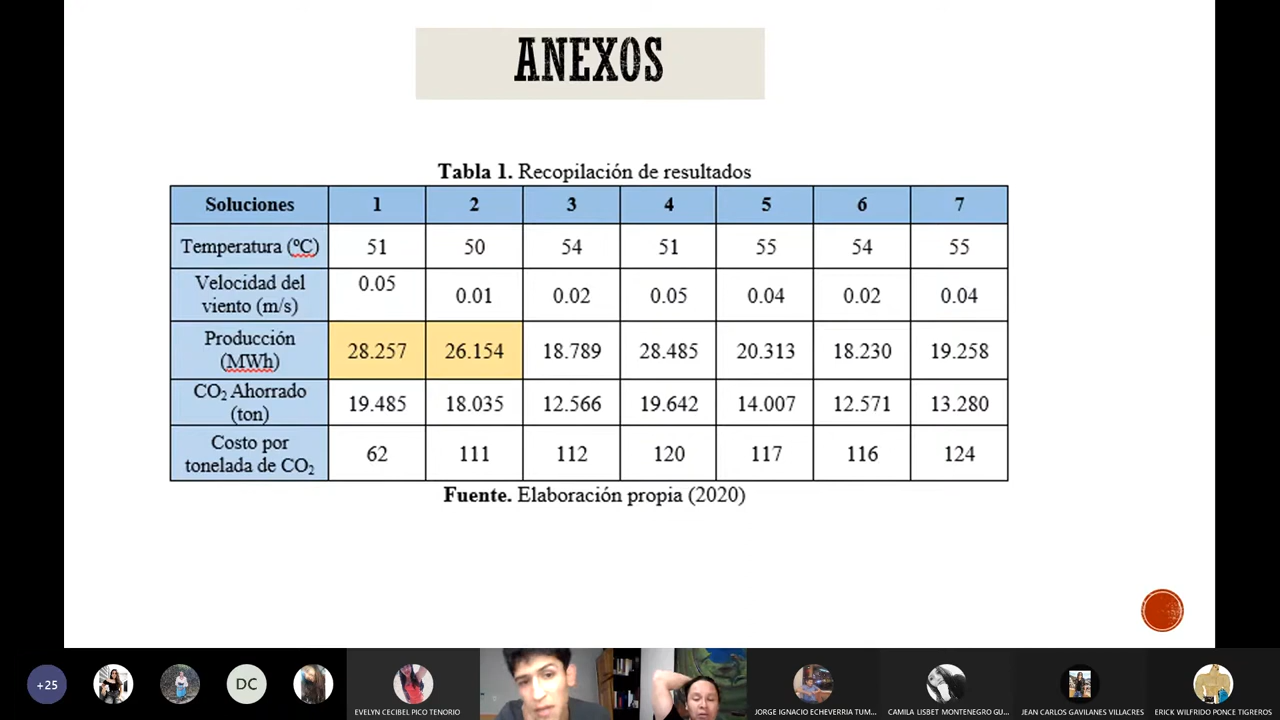 ANEXOS
Tabla 1. Recopilación de resultados
Soluciones 1 2 3 4 5 6 7
Temperatura (ºC) 51 50 54 51 55 54 55
Velocidad del
viento (m/s) 0.05 0.01 0.02 0.05 0.04 0.02 0.04
Producción
(MWh) 28.257 26.154 18.789 28.485 20.313 18.230 19.258
CO₂ Ahorrado
(ton) 19.485 18.035 12.566 19.642 14.007 12.571 13.280
Costo por
tonelada de CO₂ 62 111 112 120 117 116 124
Fuente. Elaboración propia (2020)
+25
DC
EVELYN CECIBEL PICO TENORIO
JORGE IGNACIO ECHEVERRIA TUM...
CAMILA LISBET MONTENEGRO GU...
JEAN CARLOS GAVILANES VILLACRES
ERICK WILFRIDO PONCE TIGREROS